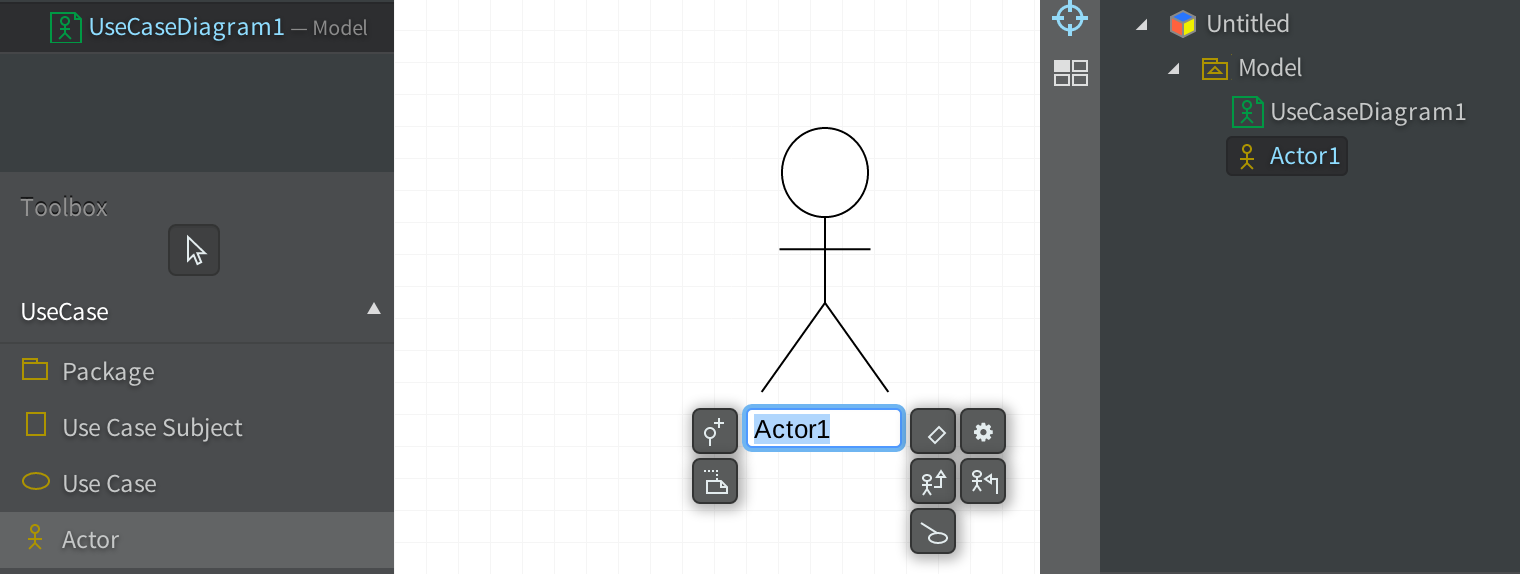 UseCaseDiagram1 — Model
Toolbox
UseCase
Package
Use Case Subject
Use Case
Actor
Actor1
Untitled
Model
UseCaseDiagram1
Actor1